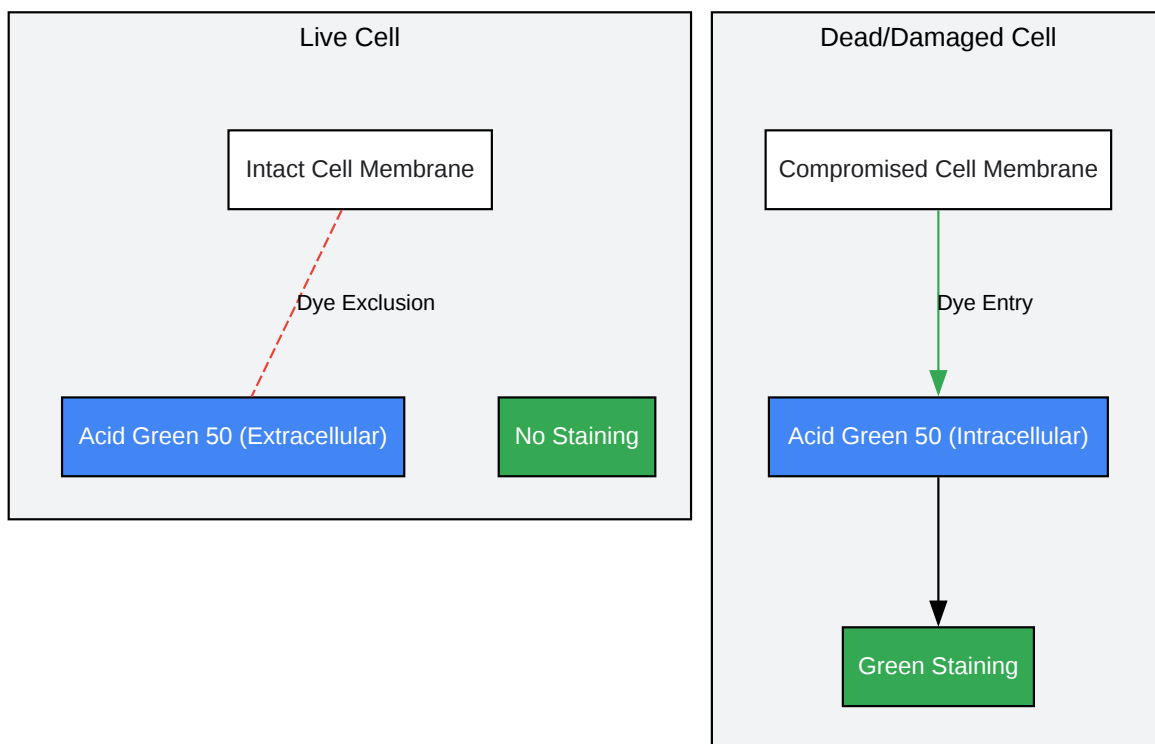 Live Cell
Intact Cell Membrane
Dye Exclusion
Acid Green 50 (Extracellular)
No Staining
Dead/Damaged Cell
Compromised Cell Membrane
Dye Entry
Acid Green 50 (Intracellular)
Green Staining